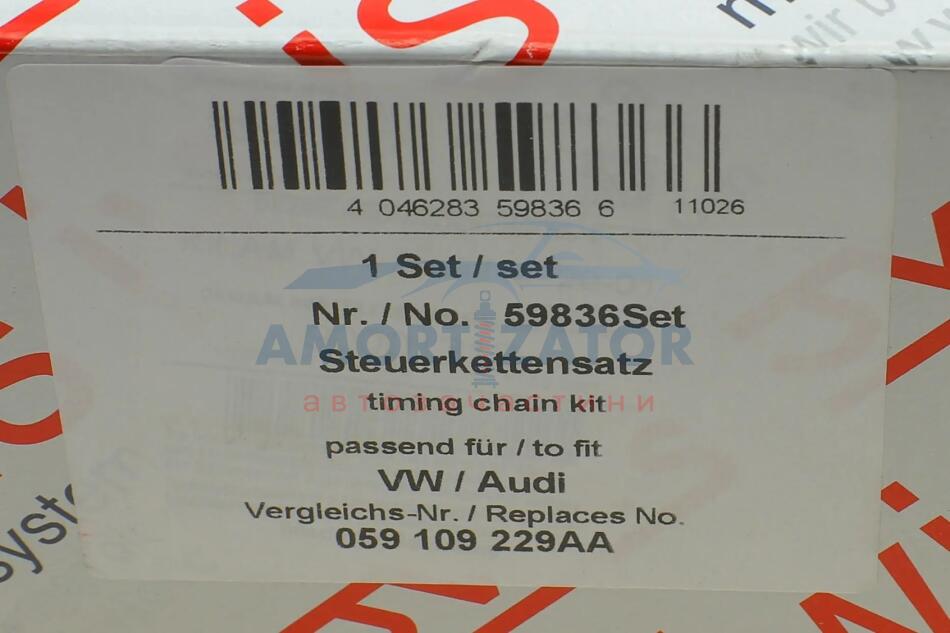 4 046283 59836 6 11026
1 Set / set
Nr. / No. 59836Set
AMORTIZATOR
Steuerkettensatz
автозапчастини
timing chain kit
passend für / to fit
VW / Audi
Vergleichs-Nr. / Replaces No.
059 109 229AA